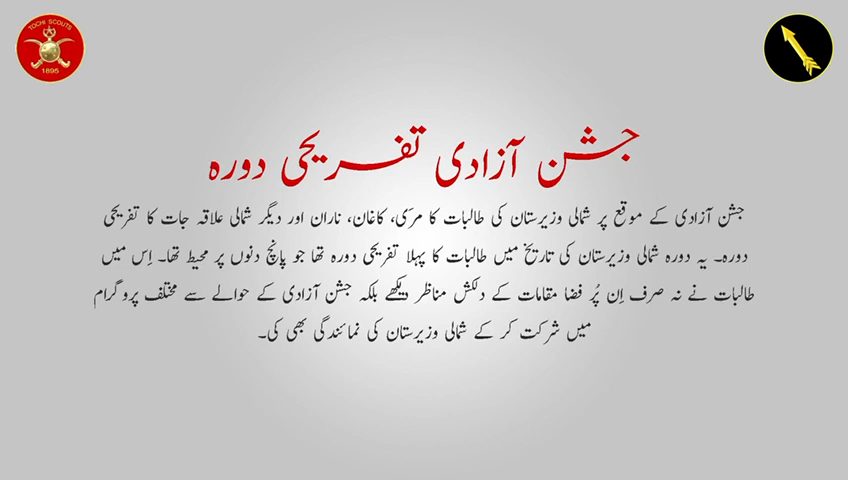 TOCHI SCOUTS
1895
جشن آزادی تفریحی دورہ
جشن آزادی کے موقع پر شمالی وزیرستان کی طالبات کا مری، کاغان، ناران اور دیگر شمالی علاقہ جات کا تفریحی
دورہ۔ یہ دورہ شمالی وزیرستان کی تاریخ میں طالبات کا پہلا تفریحی دورہ تھا جو پانچ دنوں پر محیط تھا۔ اِس میں
طالبات نے نہ صرف اِن پُر فضا مقامات کے دلکش مناظر دیکھے بلکہ جشن آزادی کے حوالے سے مختلف پروگرام
میں شرکت کر کے شمالی وزیرستان کی نمائندگی بھی کی۔